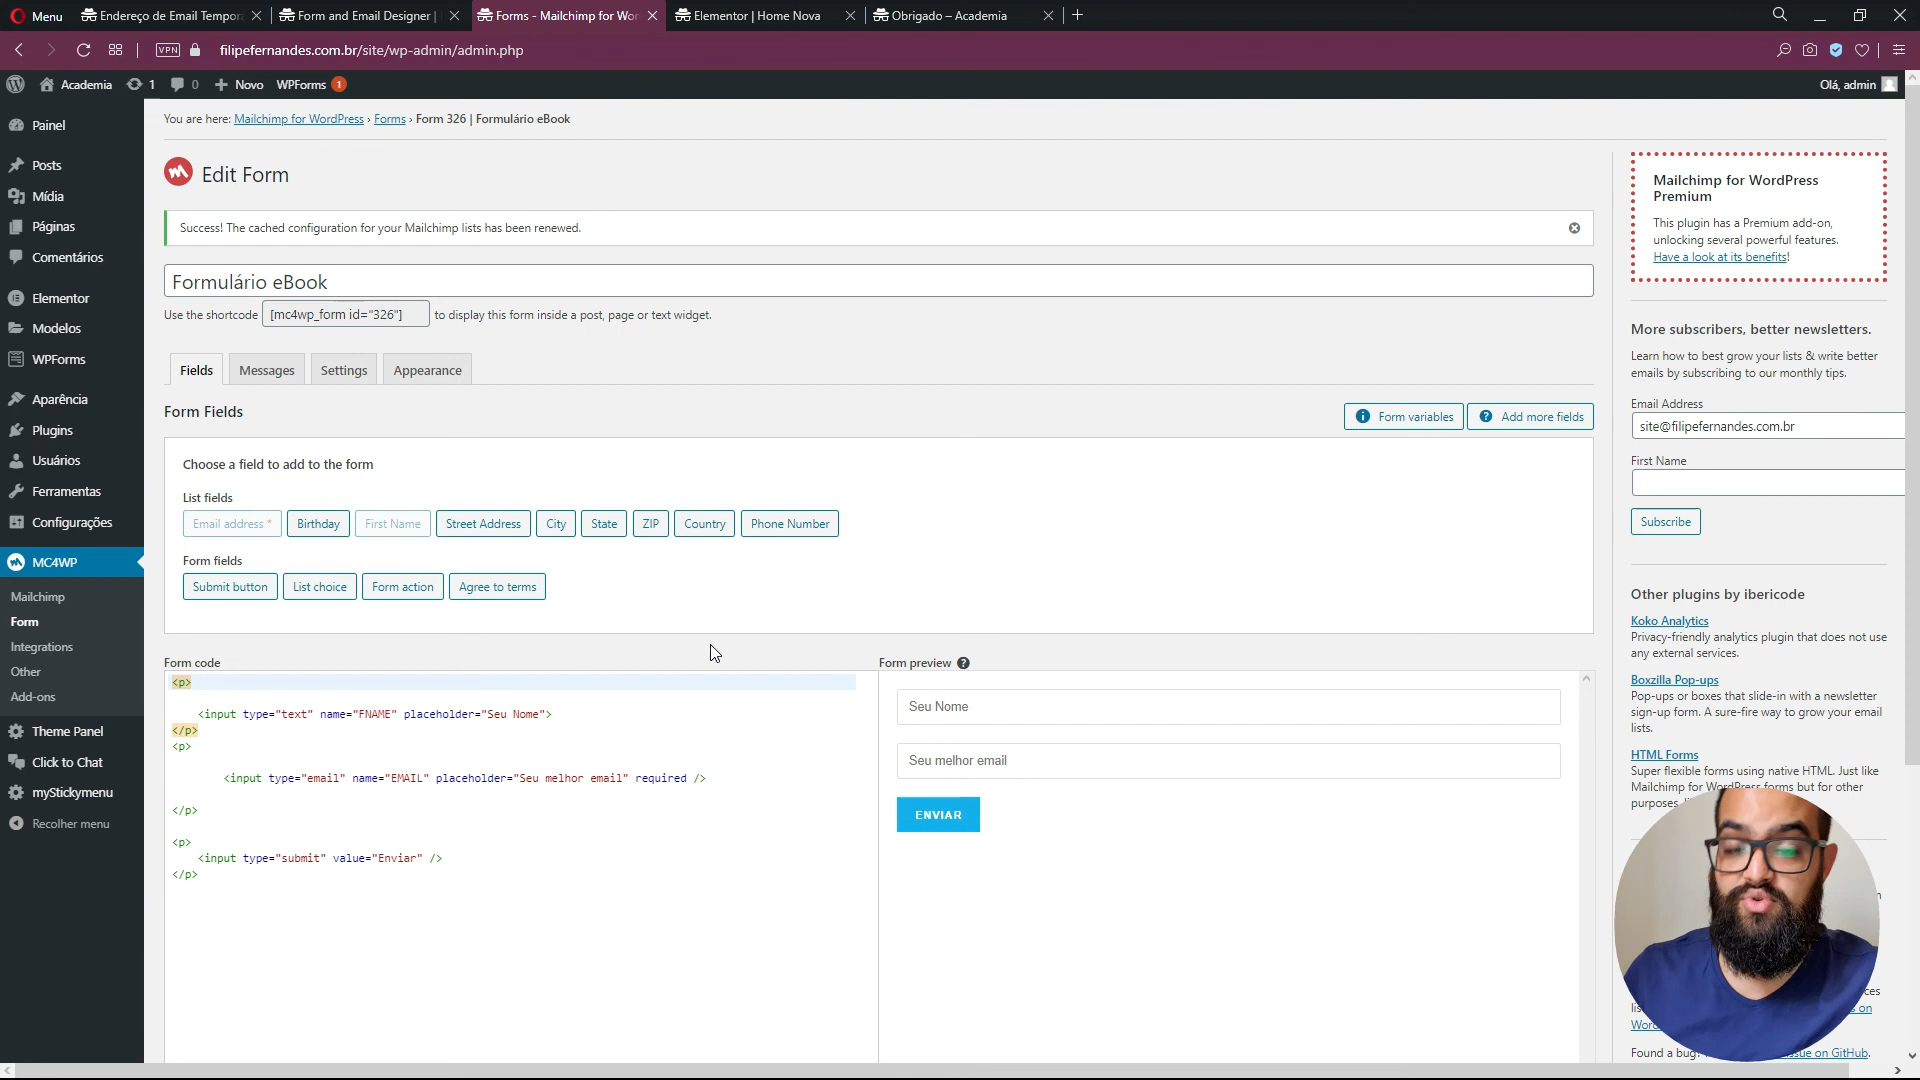 Menu
Endereço de Email Tempora
Form and Email Designer |
Forms - Mailchimp for Wor
Elementor | Home Nova
Obrigado – Academia
VPN
filipefernandes.com.br/site/wp-admin/admin.php
Academia
1
0
Novo
WPForms
1
Olá, admin
Painel
Posts
Mídia
Páginas
Comentários
Elementor
Modelos
WPForms
Aparência
Plugins
Usuários
Ferramentas
Configurações
MC4WP
Mailchimp
Form
Integrations
Other
Add-ons
Theme Panel
Click to Chat
myStickymenu
Recolher menu
You are here: Mailchimp for WordPress › Forms › Form 326 | Formulário eBook
Edit Form
Success! The cached configuration for your Mailchimp lists has been renewed.
Formulário eBook
Use the shortcode [mc4wp_form id="326"] to display this form inside a post, page or text widget.
Fields
Messages
Settings
Appearance
Form Fields
Form variables
Add more fields
Choose a field to add to the form
List fields
Email address *
Birthday
First Name
Street Address
City
State
ZIP
Country
Phone Number
Form fields
Submit button
List choice
Form action
Agree to terms
Form code
<p>
<input type="text" name="FNAME" placeholder="Seu Nome">
</p>
<p>
<input type="email" name="EMAIL" placeholder="Seu melhor email" required />
</p>
<p>
<input type="submit" value="Enviar" />
</p>
Form preview
Seu Nome
Seu melhor email
ENVIAR
Mailchimp for WordPress
Premium
This plugin has a Premium add-on,
unlocking several powerful features.
Have a look at its benefits!
More subscribers, better newsletters.
Learn how to best grow your lists & write better
emails by subscribing to our monthly tips.
Email Address
site@filipefernandes.com.br
First Name
Subscribe
Other plugins by ibericode
Koko Analytics
Privacy-friendly analytics plugin that does not use
any external services.
Boxzilla Pop-ups
Pop-ups or boxes that slide-in with a newsletter
sign-up form. A sure-fire way to grow your email
lists.
HTML Forms
Super flexible forms using native HTML. Just like
Mailchimp for WordPress forms but for other
purposes,
on
Found a bug?
issue on GitHub.